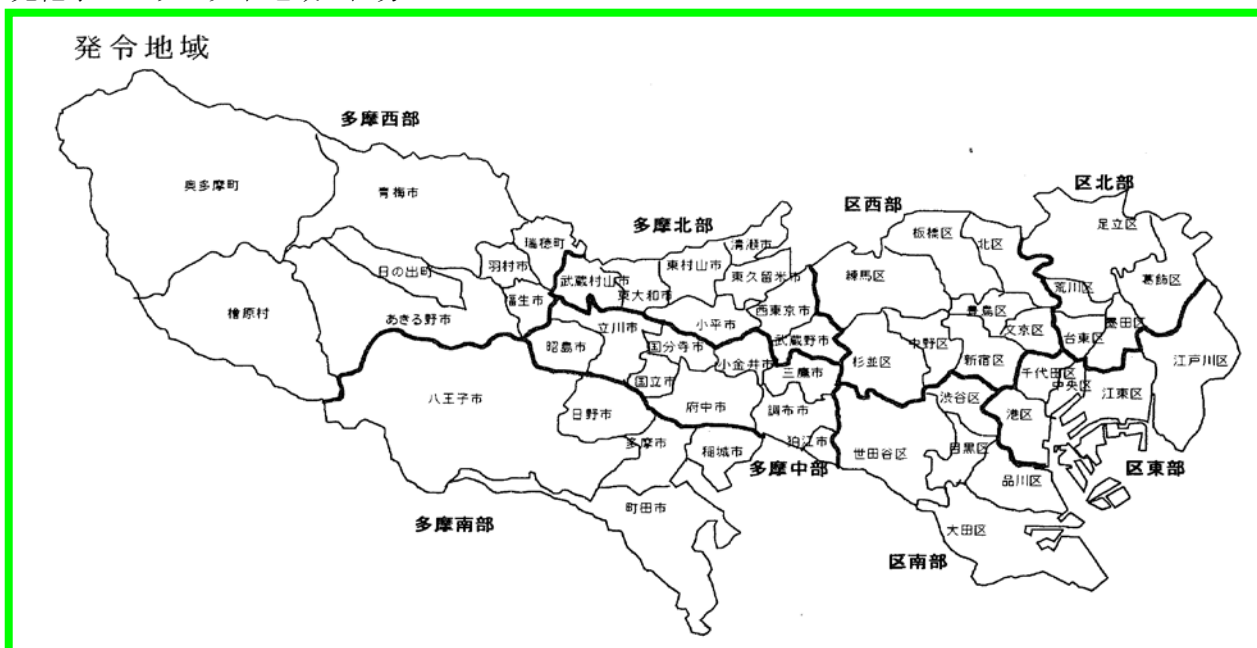 発令地域
多摩西部
奥多摩町
青梅市
瑞穂町
羽村市
日の出町
福生市
檜原村
あきる野市
多摩北部
清瀬市
東村山市
武蔵村山市
東大和市
東久留米市
西東京市
小平市
武蔵野市
立川市
昭島市
国分寺市
小金井市
国立市
三鷹市
府中市
調布市
狛江市
多摩中部
八王子市
日野市
多摩市
稲城市
町田市
多摩南部
区西部
板橋区
北区
練馬区
豊島区
文京区
中野区
杉並区
新宿区
区北部
足立区
葛飾区
荒川区
墨田区
台東区
江戸川区
千代田区
中央区
江東区
港区
区東部
渋谷区
世田谷区
目黒区
品川区
大田区
区南部